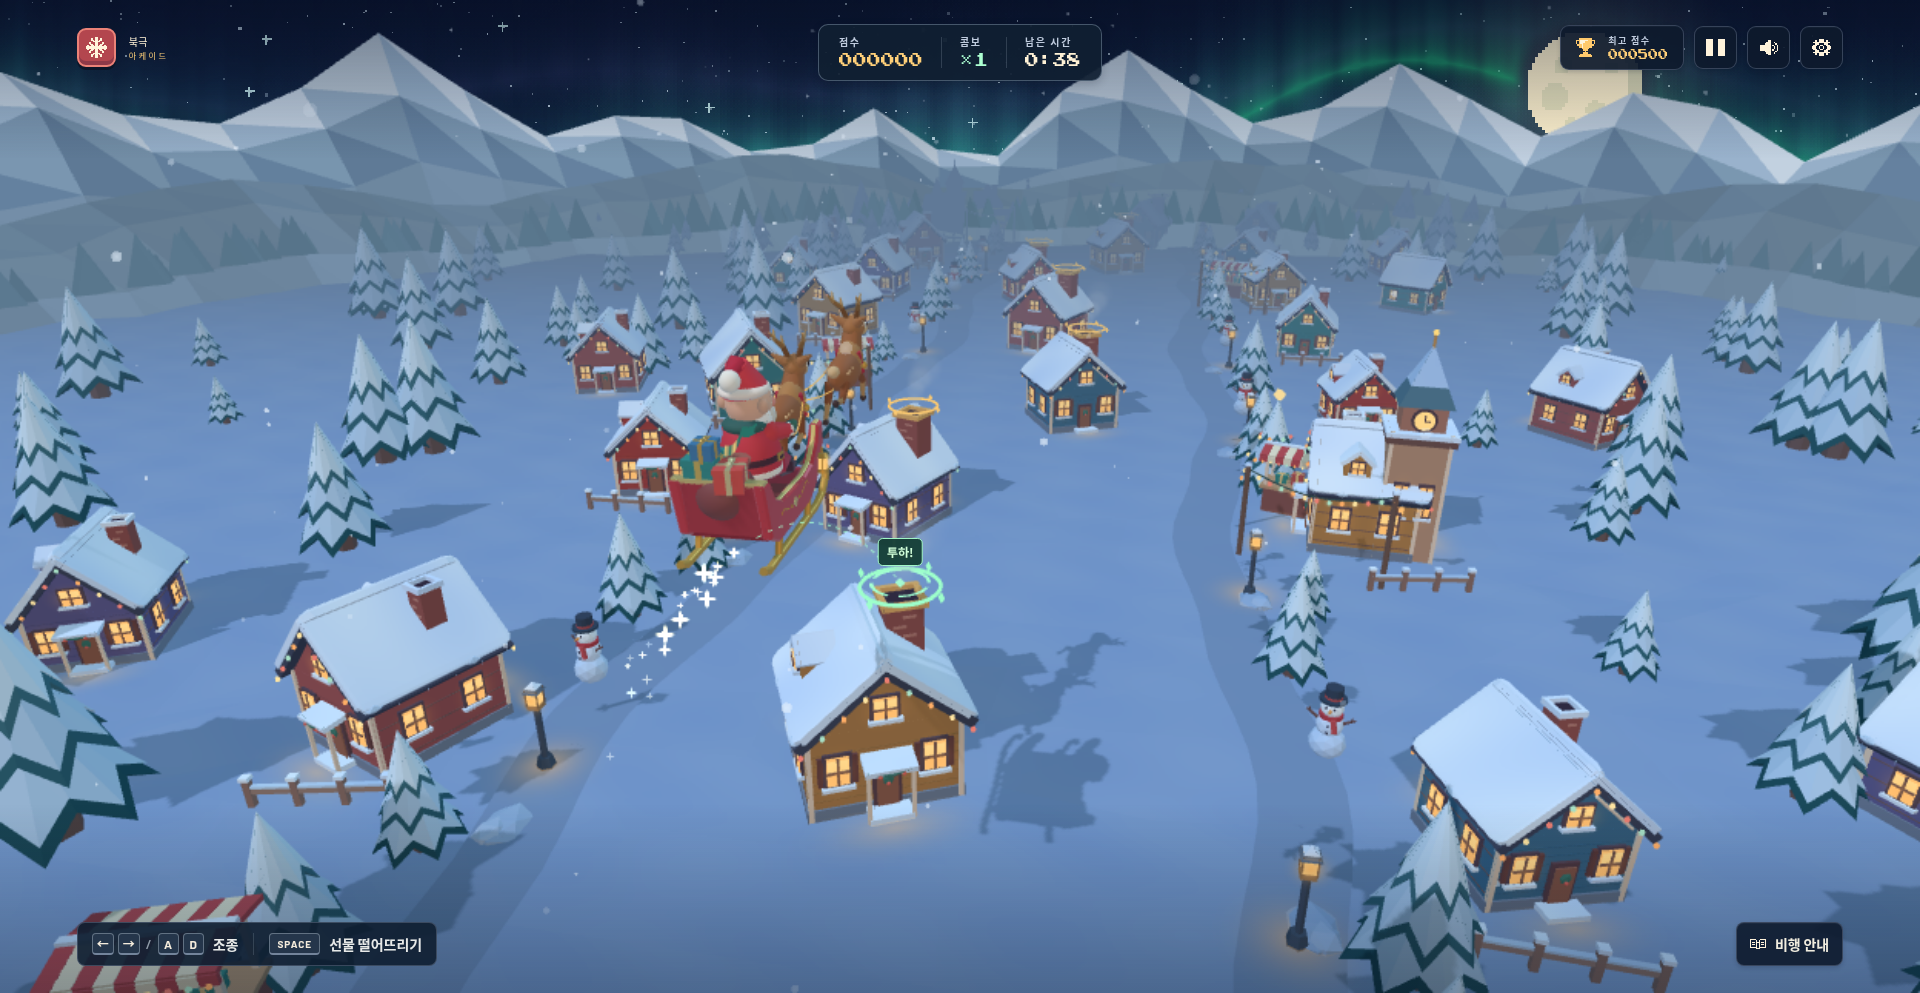 북극
아케이드
점수
000000
콤보
×1
남은 시간
0:38
최고 점수
000500
투하!
← → / A D 조종
SPACE 선물 떨어뜨리기
비행 안내